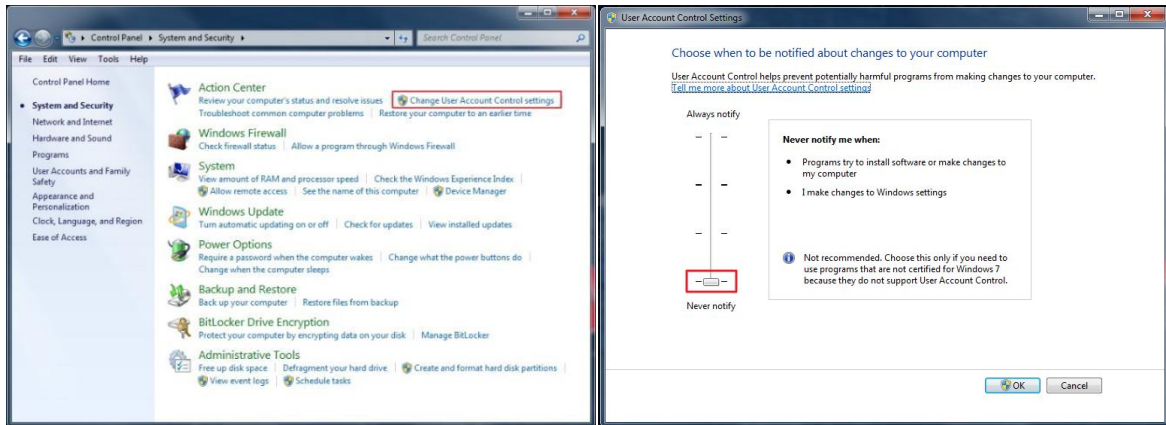 Control Panel ▸ System and Security ▸
Search Control Panel
File Edit View Tools Help
Control Panel Home
System and Security
Network and Internet
Hardware and Sound
Programs
User Accounts and Family
Safety
Appearance and
Personalization
Clock, Language, and Region
Ease of Access
Action Center
Review your computer's status and resolve issues Change User Account Control settings
Troubleshoot common computer problems Restore your computer to an earlier time
Windows Firewall
Check firewall status Allow a program through Windows Firewall
System
View amount of RAM and processor speed Check the Windows Experience Index
Allow remote access See the name of this computer Device Manager
Windows Update
Turn automatic updating on or off Check for updates View installed updates
Power Options
Require a password when the computer wakes Change what the power buttons do
Change when the computer sleeps
Backup and Restore
Back up your computer Restore files from backup
BitLocker Drive Encryption
Protect your computer by encrypting data on your disk Manage BitLocker
Administrative Tools
Free up disk space Defragment your hard drive Create and format hard disk partitions
View event logs Schedule tasks
User Account Control Settings
Choose when to be notified about changes to your computer
User Account Control helps prevent potentially harmful programs from making changes to your computer.
Tell me more about User Account Control settings
Always notify
Never notify me when:
• Programs try to install software or make changes to
my computer
• I make changes to Windows settings
Not recommended. Choose this only if you need to
use programs that are not certified for Windows 7
because they do not support User Account Control.
Never notify
OK Cancel